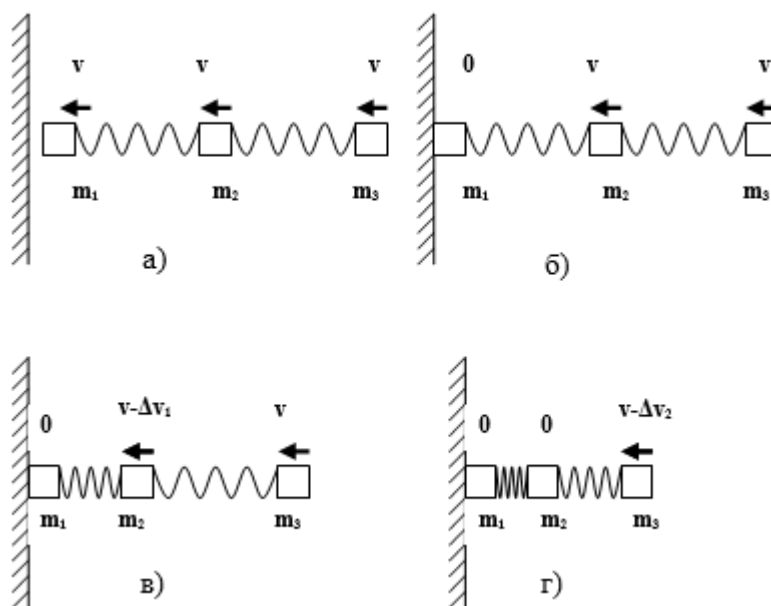 v v v
m₁ m₂ m₃
а)
0 v v
m₁ m₂ m₃
б)
0 v-Δv₁ v
m₁ m₂ m₃
в)
0 0 v-Δv₂
m₁ m₂ m₃
г)